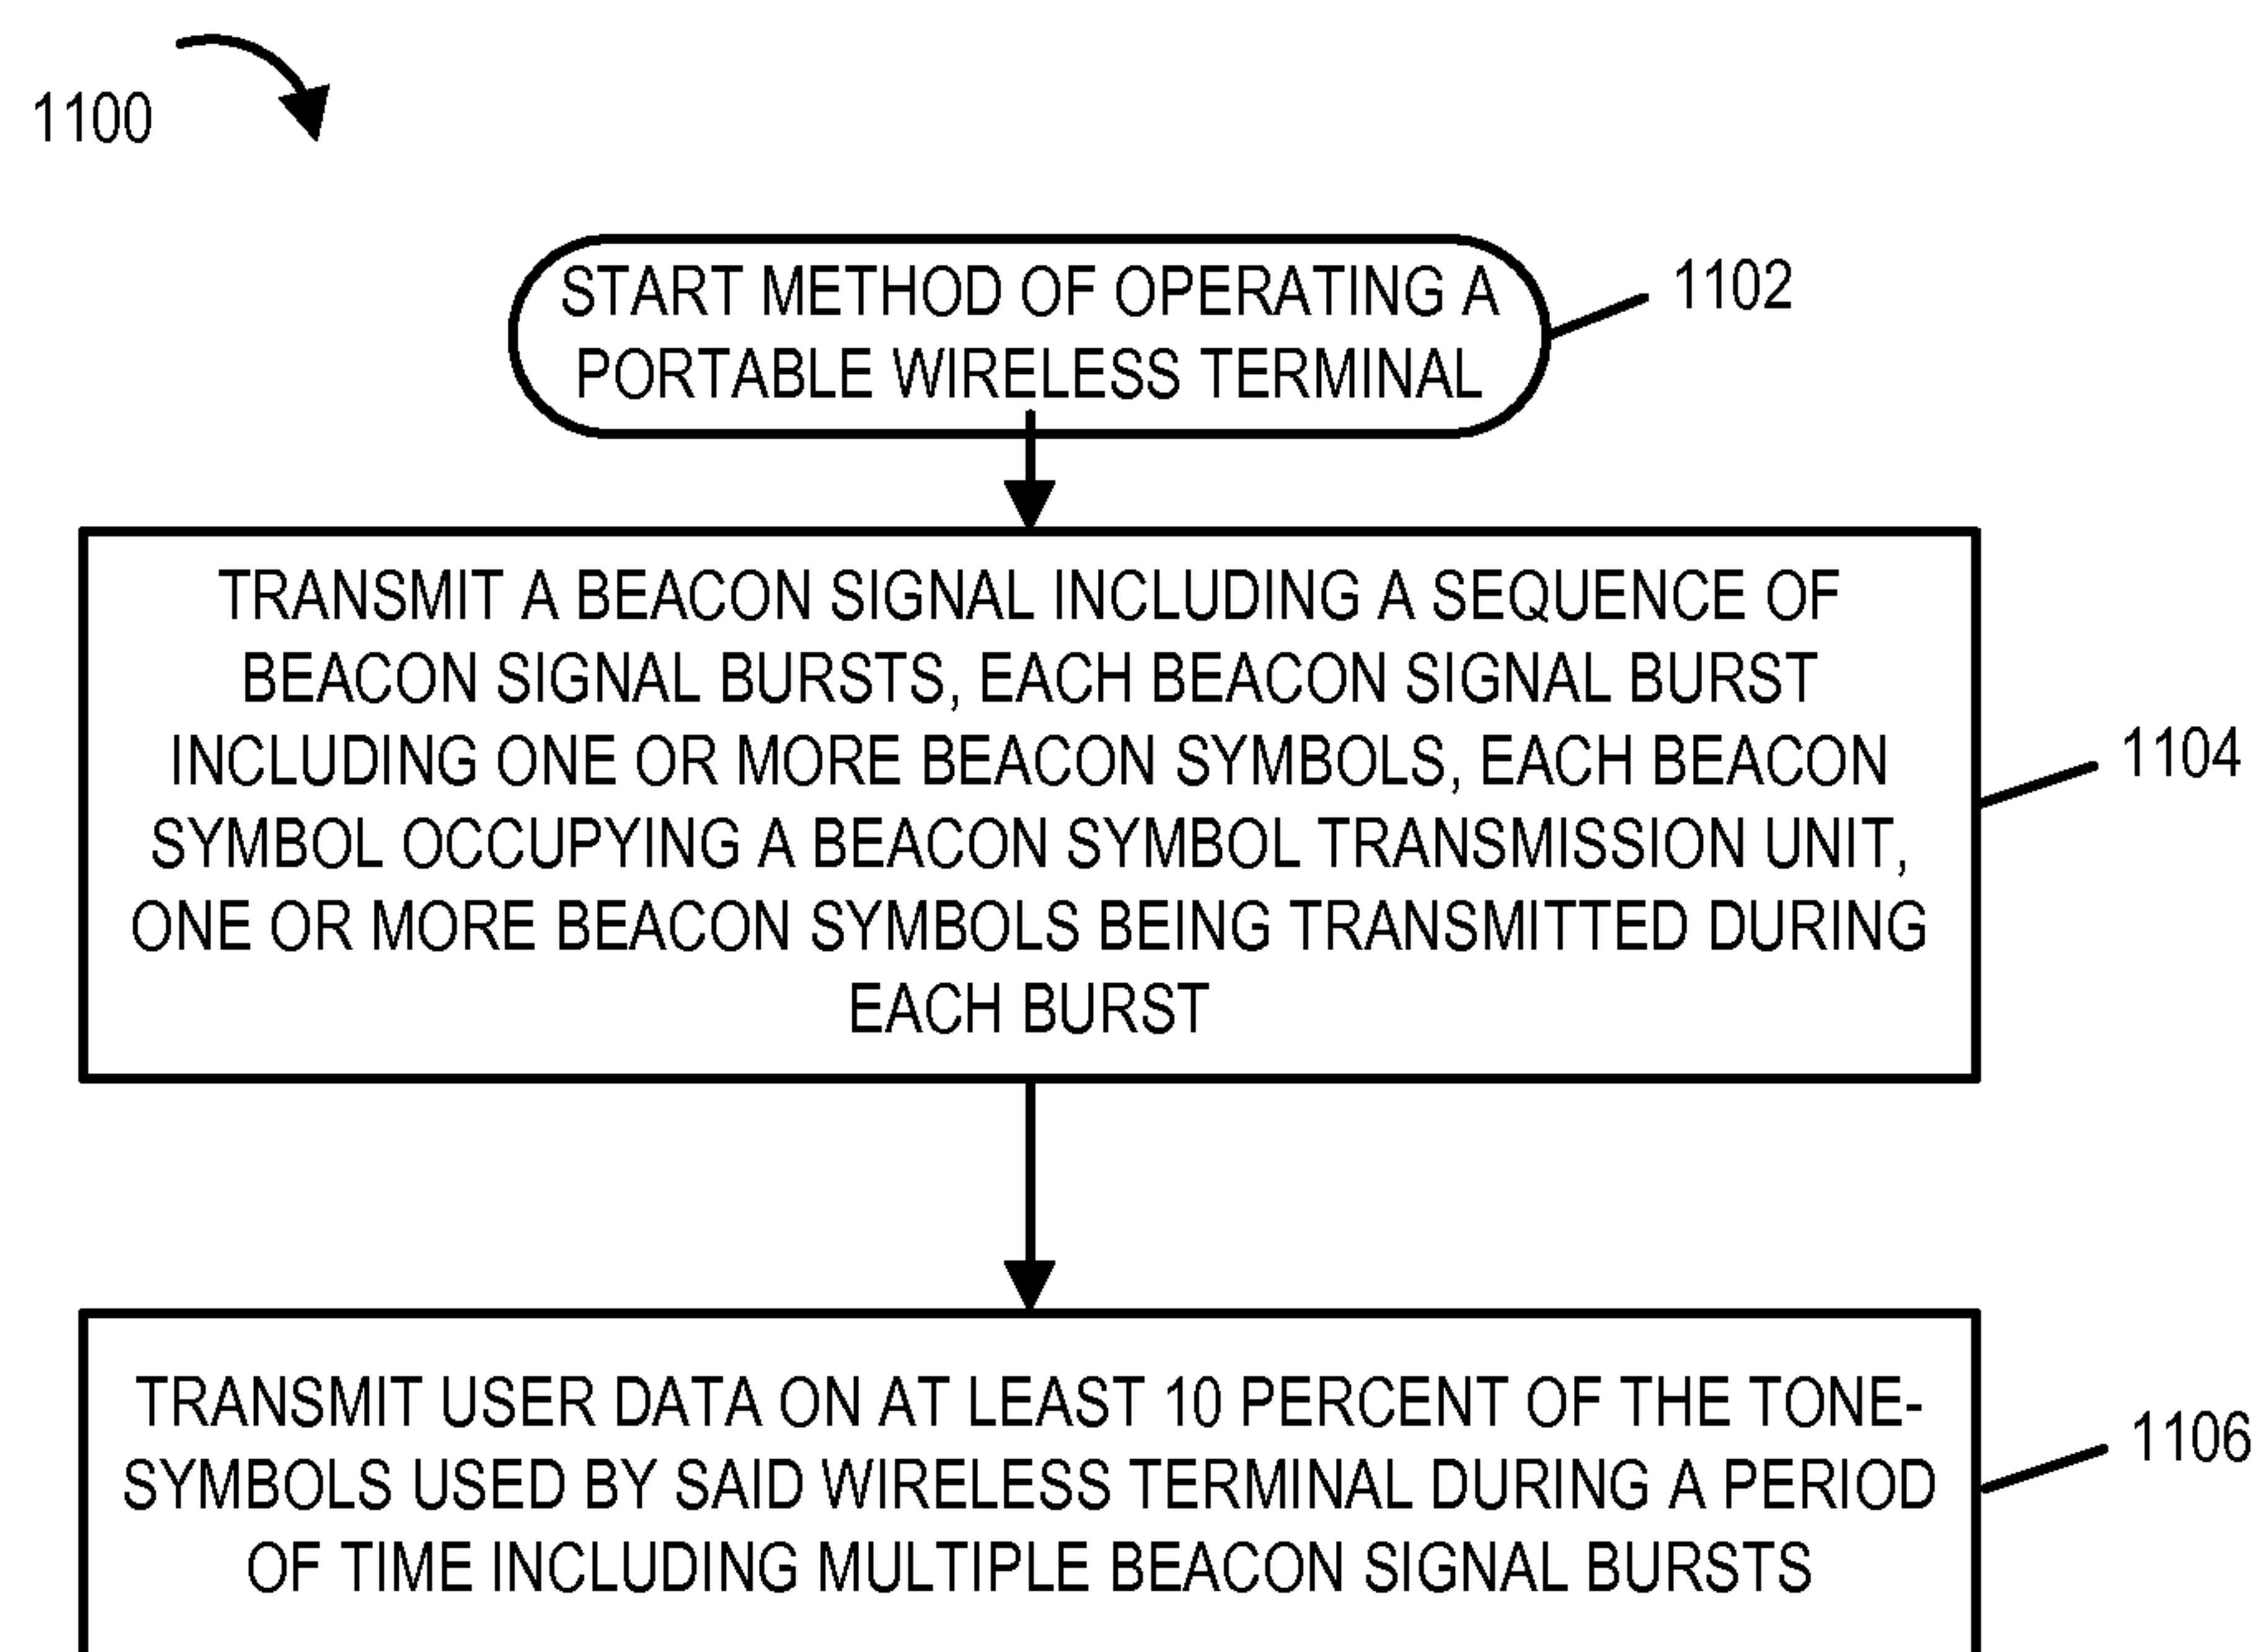 1100
START METHOD OF OPERATING A
PORTABLE WIRELESS TERMINAL
1102
TRANSMIT A BEACON SIGNAL INCLUDING A SEQUENCE OF
BEACON SIGNAL BURSTS, EACH BEACON SIGNAL BURST
INCLUDING ONE OR MORE BEACON SYMBOLS, EACH BEACON
SYMBOL OCCUPYING A BEACON SYMBOL TRANSMISSION UNIT,
ONE OR MORE BEACON SYMBOLS BEING TRANSMITTED DURING
EACH BURST
1104
TRANSMIT USER DATA ON AT LEAST 10 PERCENT OF THE TONE-
SYMBOLS USED BY SAID WIRELESS TERMINAL DURING A PERIOD
OF TIME INCLUDING MULTIPLE BEACON SIGNAL BURSTS
1106